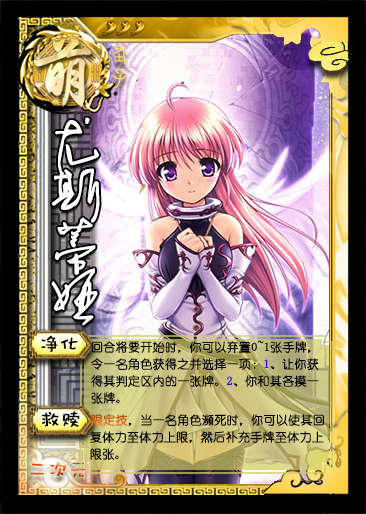 萌
尤斯蒂娅
净化
回合将要开始时，你可以弃置0~1张手牌，
令一名角色获得之并选择一项：1、让你获
得其判定区内的一张牌。2、你和其各摸一
张牌。
救赎
限定技，当一名角色濒死时，你可以使其回
复体力至体力上限，然后补充手牌至体力上
限张。
二次元